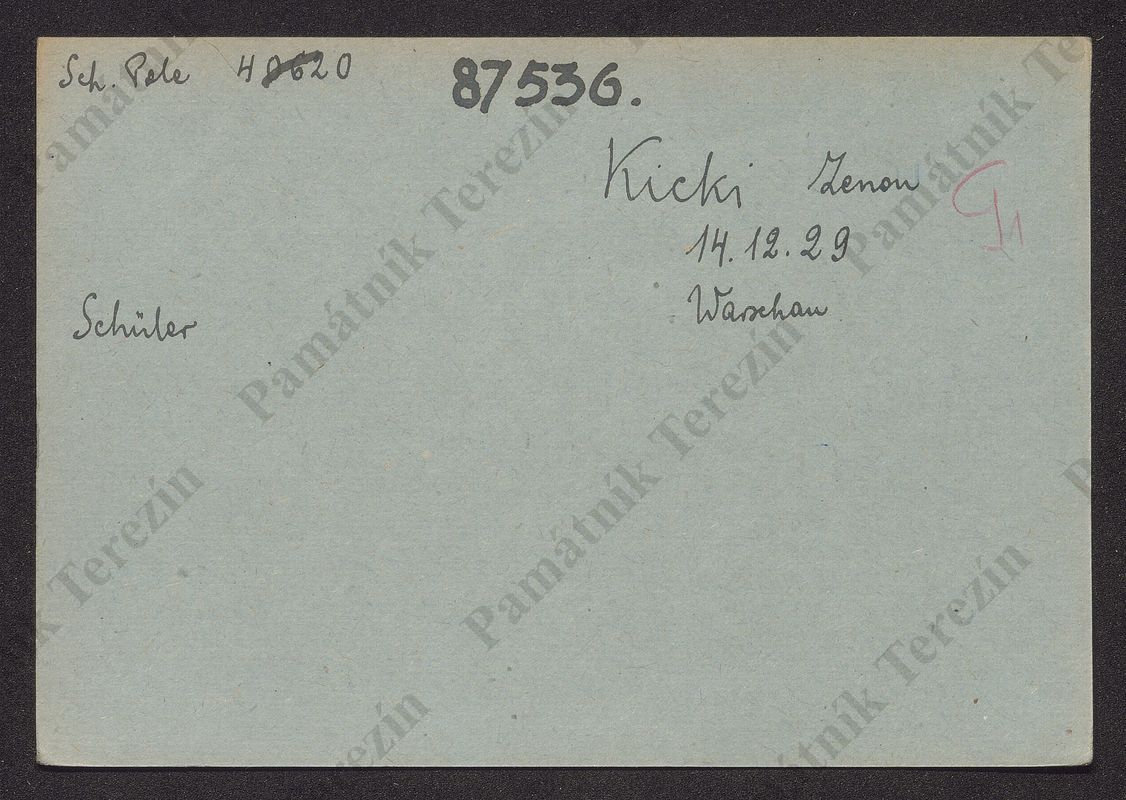 Sch. Pole 48620 87536.
Kicki Zenon
14.12.29
Schüler Warschau
Památník Terezín